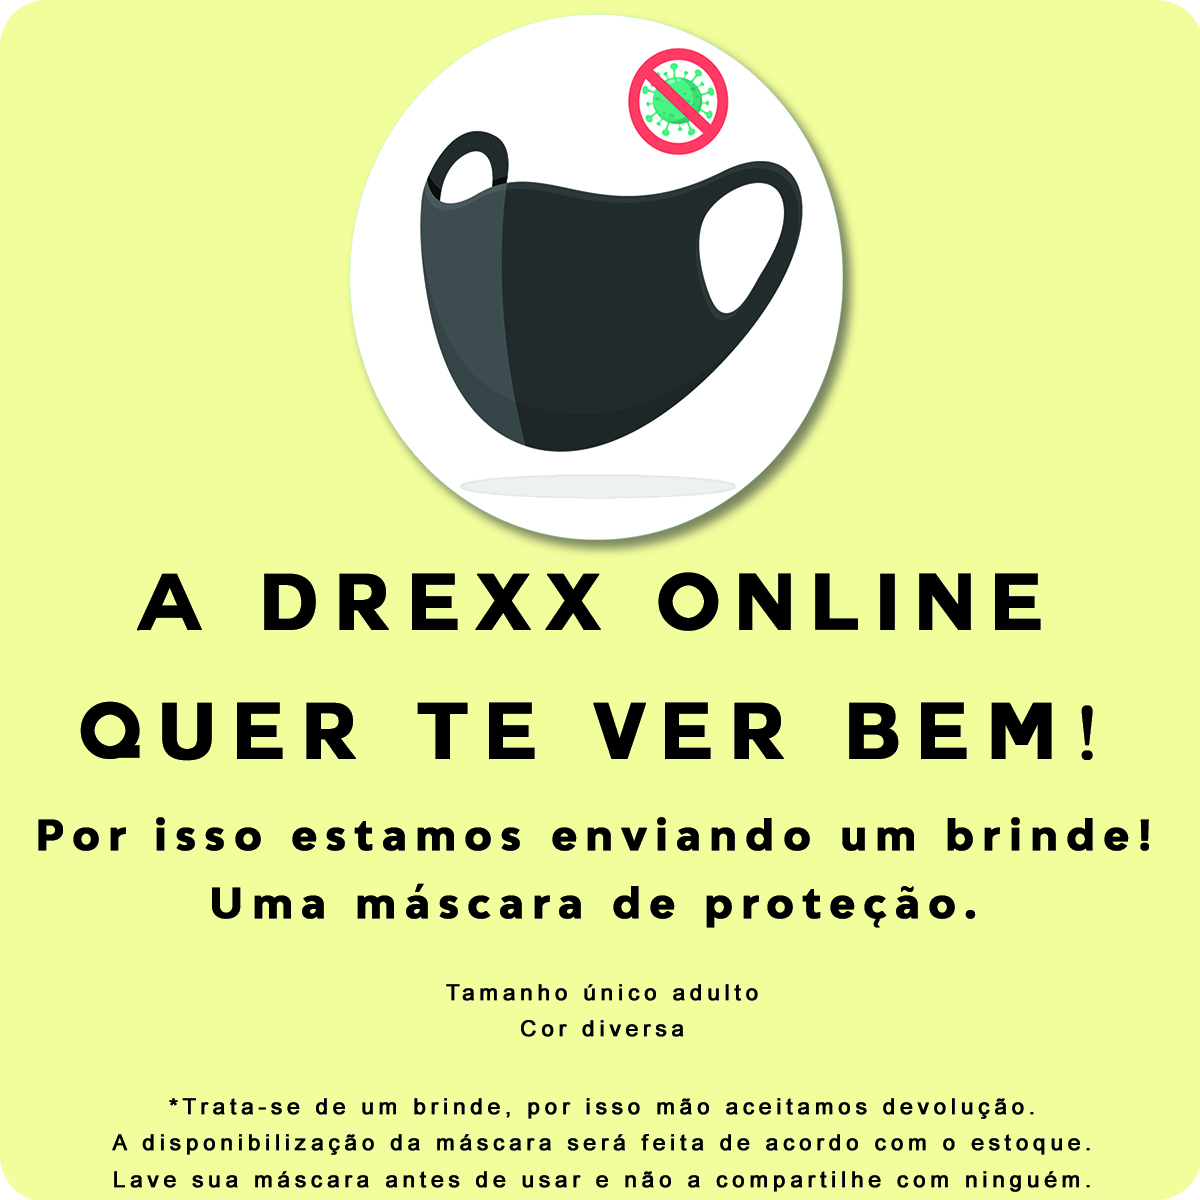 A DREXX ONLINE
QUER TE VER BEM!
Por isso estamos enviando um brinde!
Uma máscara de proteção.
Tamanho único adulto
Cor diversa
*Trata-se de um brinde, por isso mão aceitamos devolução.
A disponibilização da máscara será feita de acordo com o estoque.
Lave sua máscara antes de usar e não a compartilhe com ninguém.